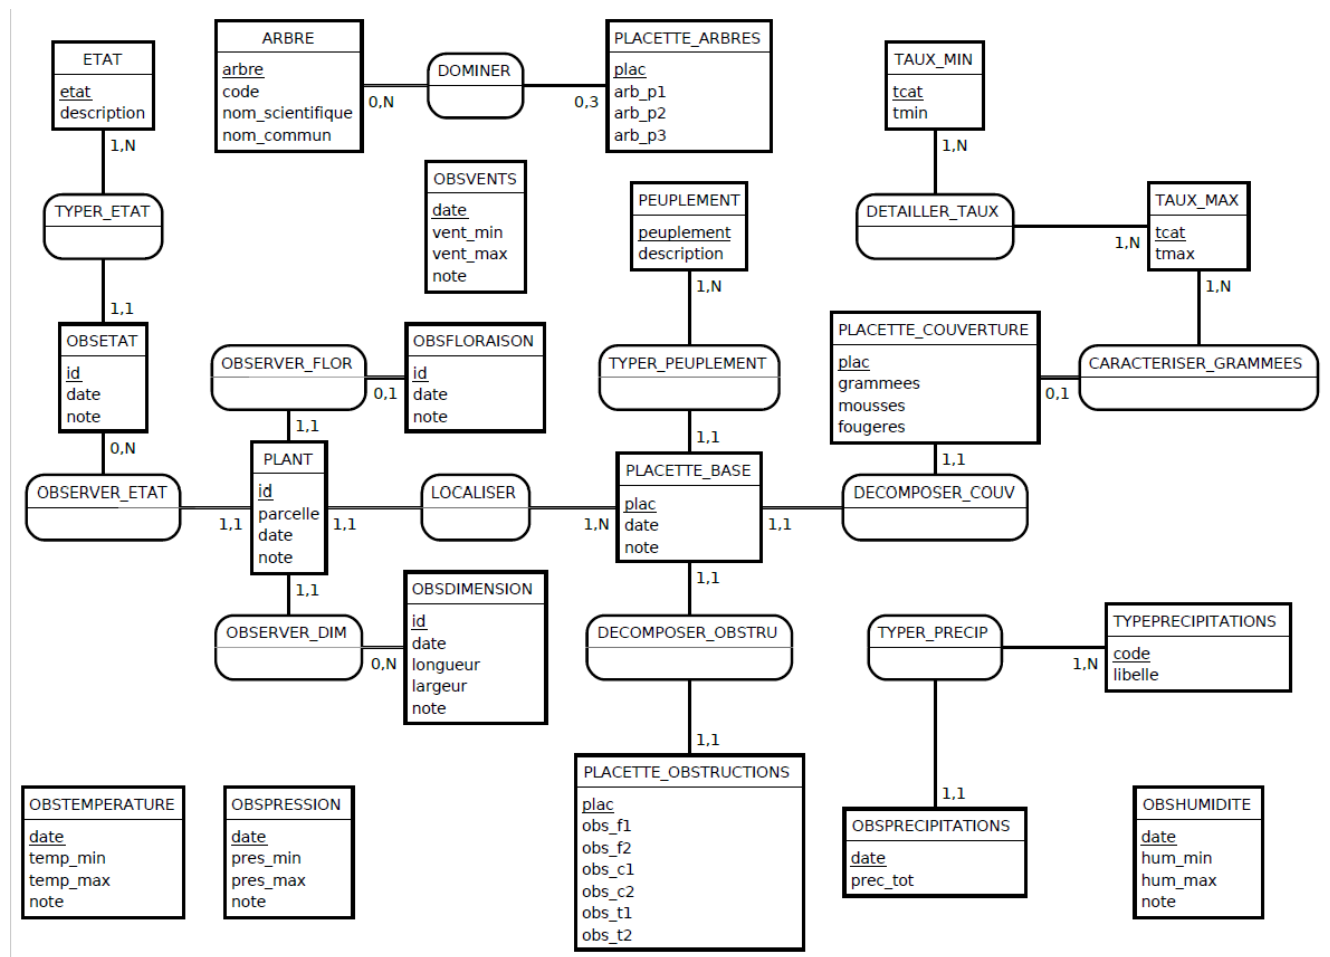 ETAT
etat
description
1,N
ARBRE
arbre
code
nom_scientifique
nom_commun
0,N
DOMINER
0,3
PLACETTE_ARBRES
plac
arb_p1
arb_p2
arb_p3
TAUX_MIN
tcat
tmin
1,N
TYPER_ETAT
1,1
OBSVENTS
date
vent_min
vent_max
note
PEUPLEMENT
peuplement
description
1,N
DETAILLER_TAUX
1,N
TAUX_MAX
tcat
tmax
1,N
OBSETAT
id
date
note
0,N
OBSERVER_FLOR
0,1
1,1
OBSFLORAISON
id
date
note
TYPER_PEUPLEMENT
1,1
PLACETTE_COUVERTURE
plac
grammees
mousses
fougeres
0,1
1,1
CARACTERISER_GRAMMEES
OBSERVER_ETAT
1,1
PLANT
id
parcelle
date
note
1,1
1,1
LOCALISER
1,N
PLACETTE_BASE
plac
date
note
1,1
1,1
DECOMPOSER_COUV
OBSERVER_DIM
0,N
OBSDIMENSION
id
date
longueur
largeur
note
DECOMPOSER_OBSTRU
1,1
TYPER_PRECIP
1,N
1,1
TYPEPRECIPITATIONS
code
libelle
OBSTEMPERATURE
date
temp_min
temp_max
note
OBSPRESSION
date
pres_min
pres_max
note
PLACETTE_OBSTRUCTIONS
plac
obs_f1
obs_f2
obs_c1
obs_c2
obs_t1
obs_t2
OBSPRECIPITATIONS
date
prec_tot
OBSHUMIDITE
date
hum_min
hum_max
note